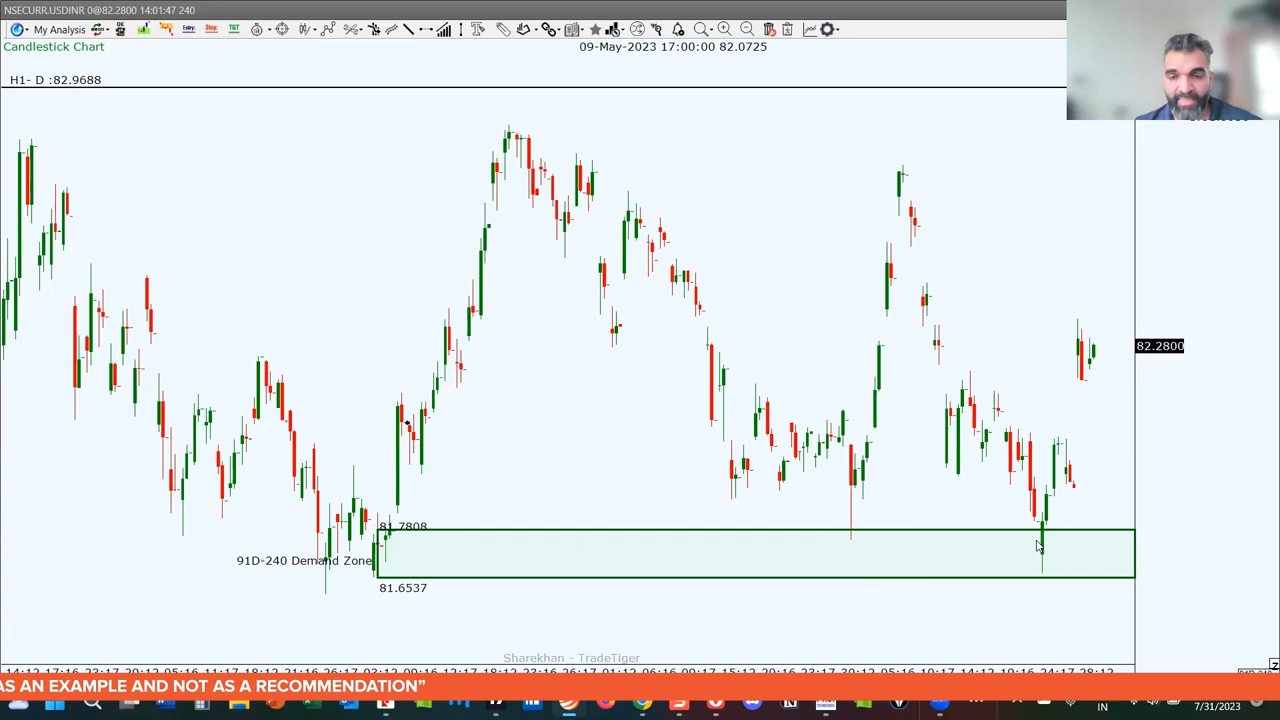 NSECURR.USDINR 0@82.2800 14:01:47 240
My Analysis
Candlestick Chart
09-May-2023 17:00:00 82.0725
H1- D :82.9688
82.2800
81.7808
91D-240 Demand Zone
81.6537
Sharekhan - TradeTiger
AS AN EXAMPLE AND NOT AS A RECOMMENDATION”
IN
7/31/2023